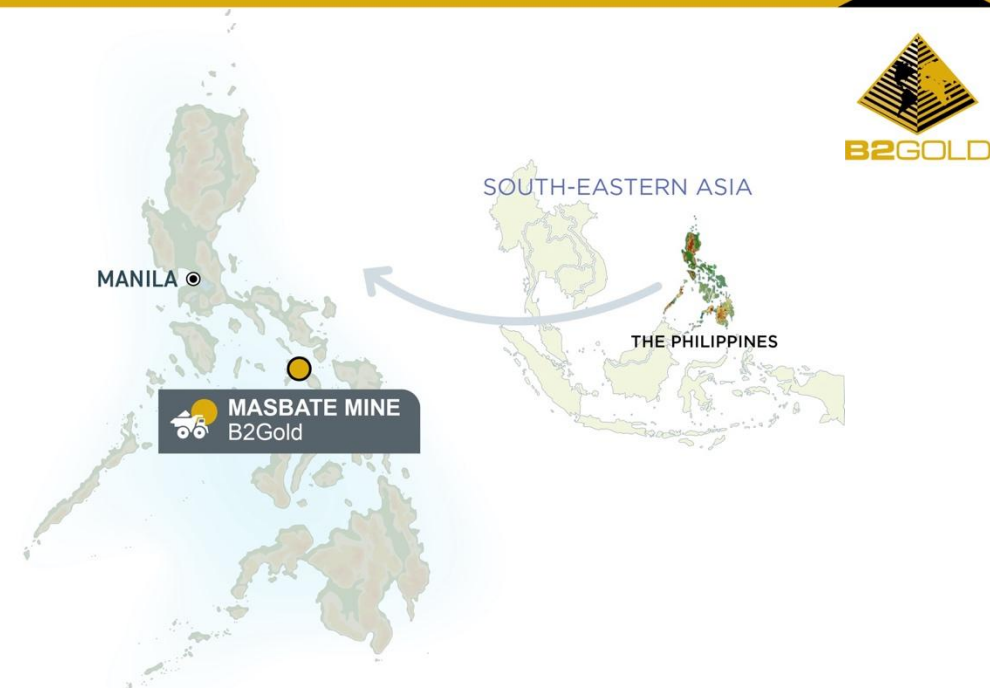 B2GOLD
SOUTH-EASTERN ASIA
MANILA
THE PHILIPPINES
MASBATE MINE
B2Gold